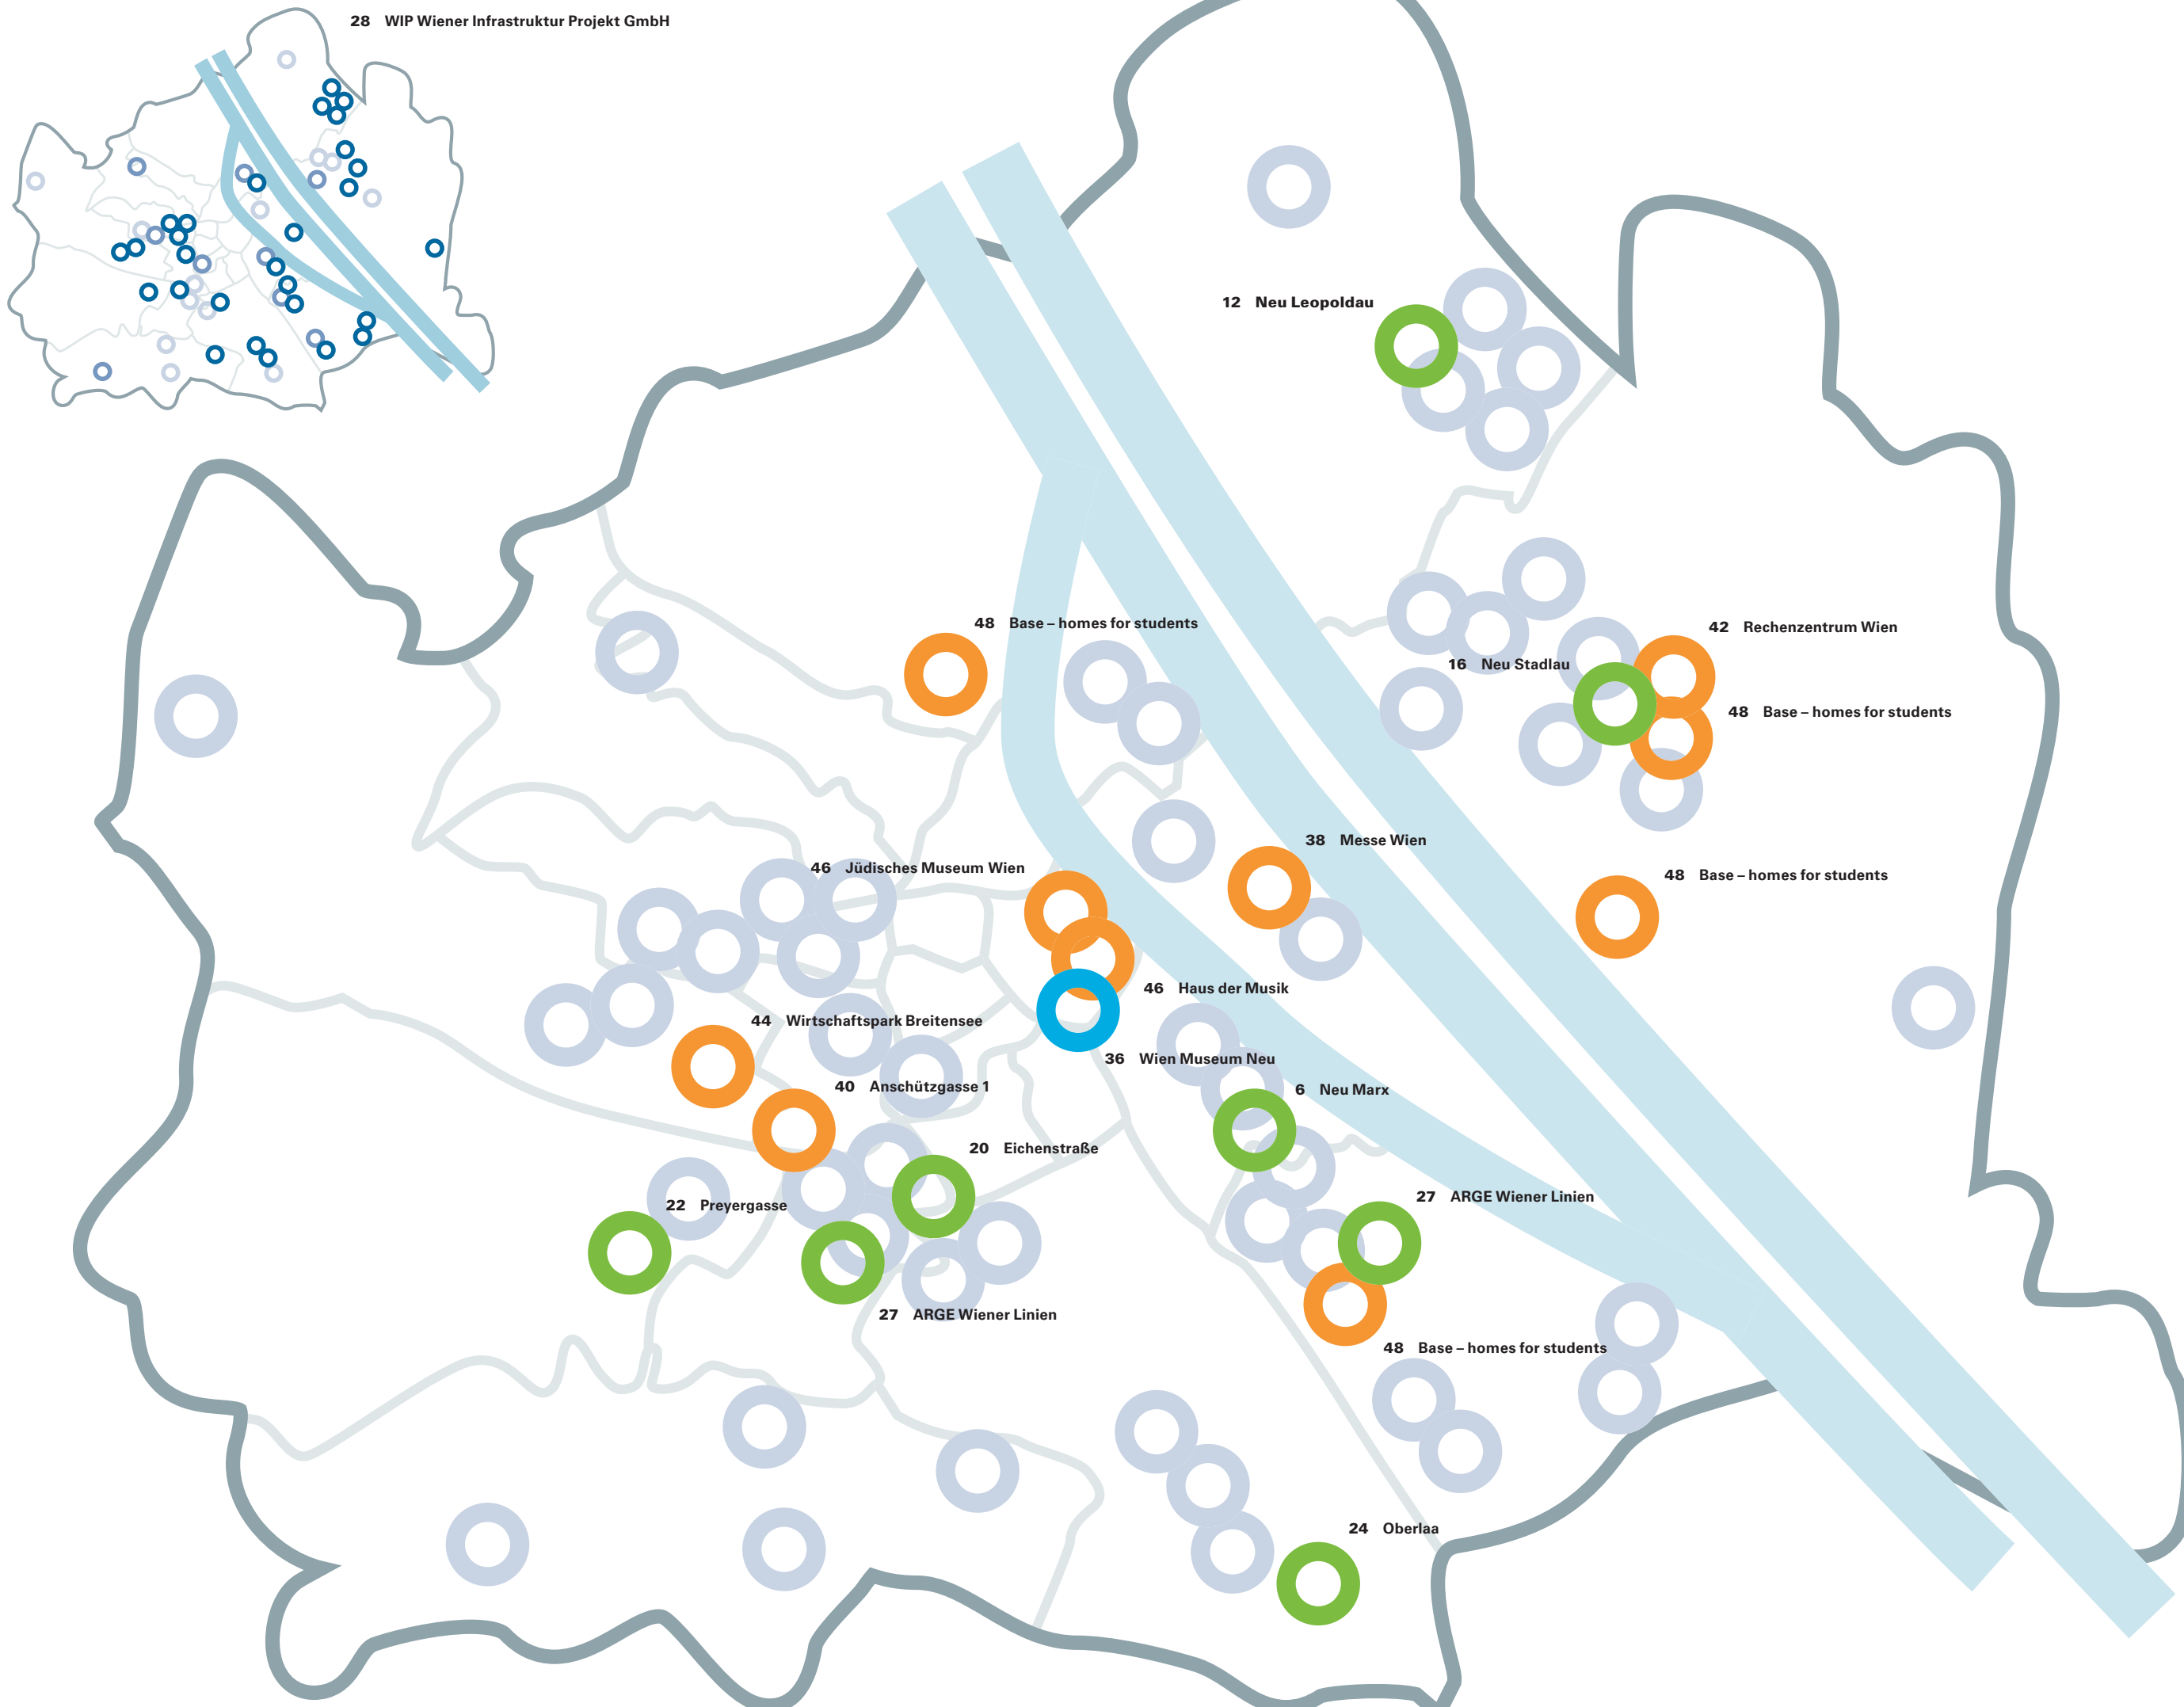 28 WIP Wiener Infrastruktur Projekt GmbH
12 Neu Leopoldau
48 Base – homes for students
42 Rechenzentrum Wien
16 Neu Stadlau
48 Base – homes for students
38 Messe Wien
46 Jüdisches Museum Wien
48 Base – homes for students
46 Haus der Musik
44 Wirtschaftspark Breitensee
36 Wien Museum Neu
40 Anschützgasse 1
6 Neu Marx
20 Eichenstraße
27 ARGE Wiener Linien
22 Preyergasse
27 ARGE Wiener Linien
48 Base – homes for students
24 Oberlaa